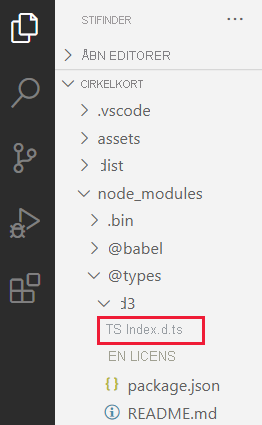 STIFINDER
ÅBN EDITORER
CIRKELKORT
.vscode
assets
dist
node_modules
.bin
@babel
@types
d3
TS Index.d.ts
EN LICENS
package.json
README.md